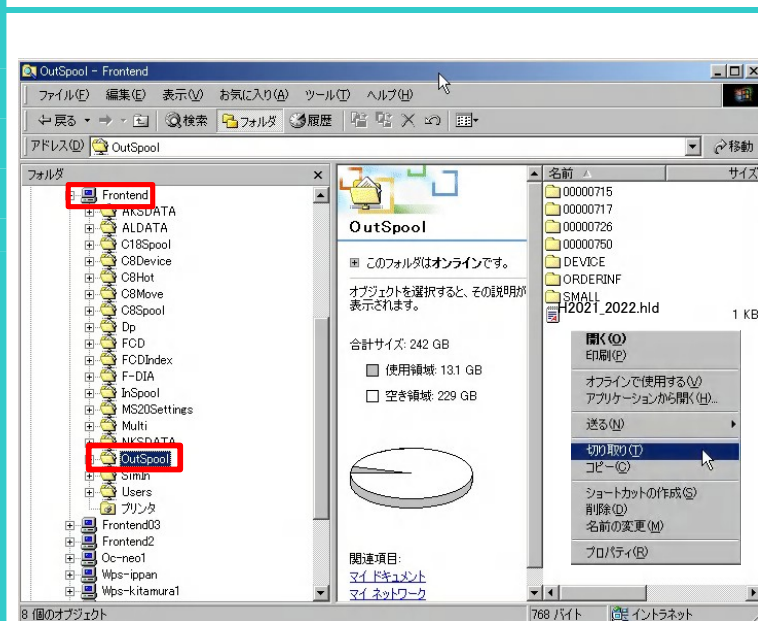 OutSpool - Frontend
ファイル(F) 編集(E) 表示(V) お気に入り(A) ツール(T) ヘルプ(H)
戻る 検索 フォルダ 履歴
アドレス(D) OutSpool 移動
フォルダ
Frontend
AKSDATA
ALDATA
C18Spool
C8Device
C8Hot
C8Move
C8Spool
Dp
FCD
FCDIndex
F-DIA
InSpool
MS20Settings
Multi
NKSDATA
OutSpool
SimIn
Users
プリンタ
Frontend03
Frontend2
Oc-neo1
Wps-ippan
Wps-kitamura1
OutSpool
このフォルダはオンラインです。
オブジェクトを選択すると、その説明が
表示されます。
合計サイズ: 242 GB
使用領域: 13.1 GB
空き領域: 229 GB
関連項目:
マイ ドキュメント
マイ ネットワーク
名前 サイズ
00000715
00000717
00000726
00000750
DEVICE
ORDERINF
SMALL
H2021_2022.hld 1 KB
開く(O)
印刷(P)
オフラインで使用する(V)
アプリケーションから開く(H)...
送る(N)
切り取り(T)
コピー(C)
ショートカットの作成(S)
削除(D)
名前の変更(M)
プロパティ(R)
8 個のオブジェクト 768 バイト イントラネット